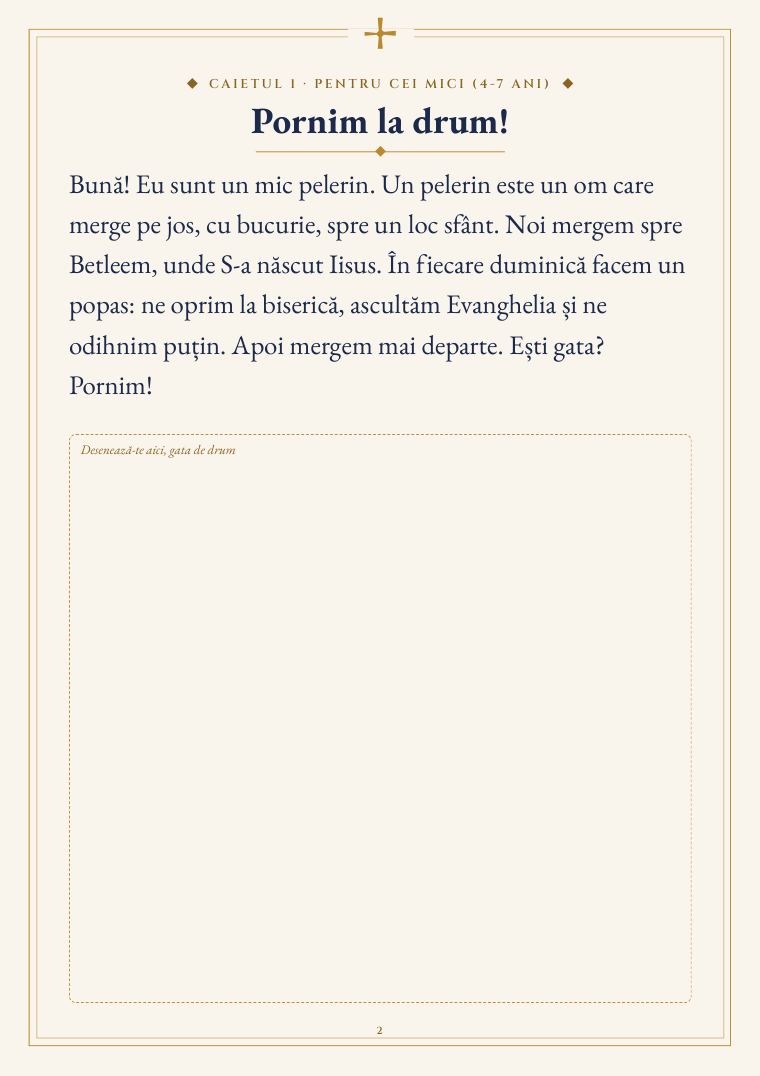 CAIETUL I · PENTRU CEI MICI (4-7 ANI)
Pornim la drum!
Bună! Eu sunt un mic pelerin. Un pelerin este un om care
merge pe jos, cu bucurie, spre un loc sfânt. Noi mergem spre
Betleem, unde S-a născut Iisus. În fiecare duminică facem un
popas: ne oprim la biserică, ascultăm Evanghelia și ne
odihnim puțin. Apoi mergem mai departe. Ești gata?
Pornim!
Desenează-te aici, gata de drum
2